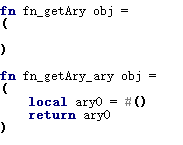 fn fn_getAry obj =
(

)

fn fn_getAry_ary obj =
(
    local ary0 = #()
    return ary0
)